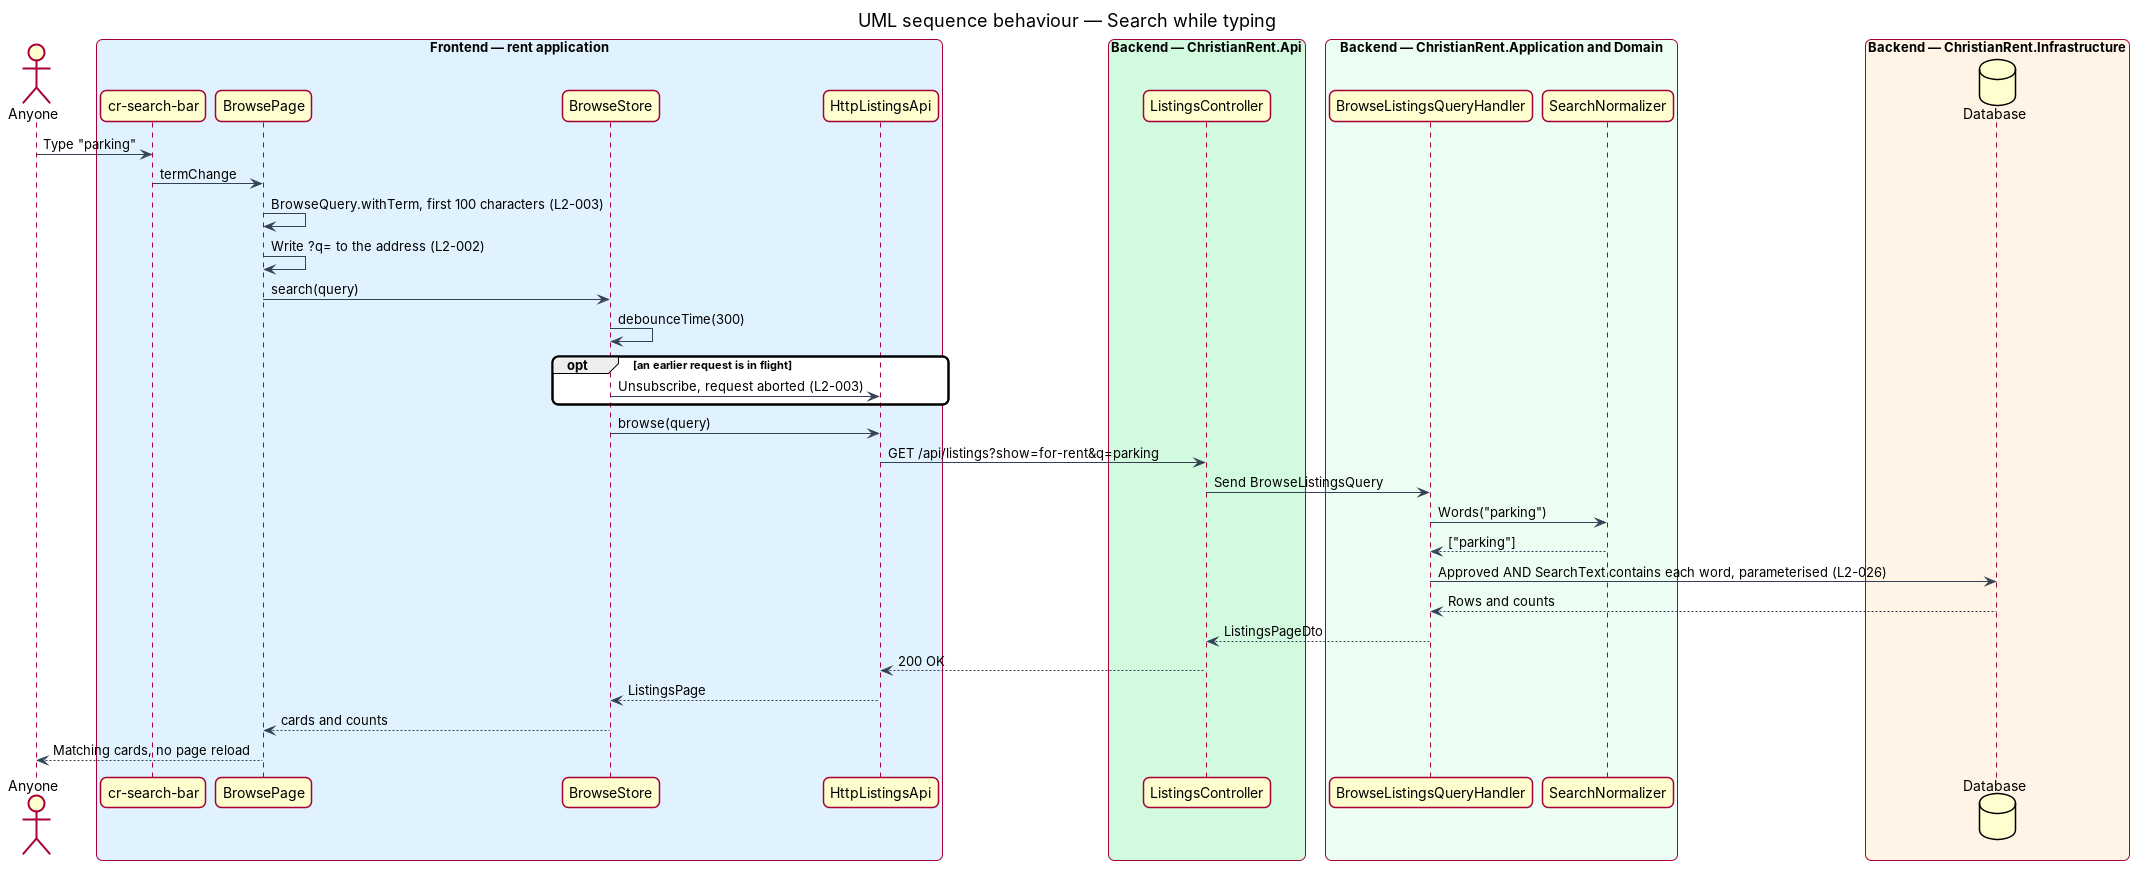 UML sequence behaviour — Search while typing
Frontend — rent application
Backend — ChristianRent.Api
Backend — ChristianRent.Application and Domain
Backend — ChristianRent.Infrastructure
Anyone
cr-search-bar
BrowsePage
BrowseStore
HttpListingsApi
ListingsController
BrowseListingsQueryHandler
SearchNormalizer
Database
Type "parking"
termChange
BrowseQuery.withTerm, first 100 characters (L2-003)
Write ?q= to the address (L2-002)
search(query)
debounceTime(300)
opt
[an earlier request is in flight]
Unsubscribe, request aborted (L2-003)
browse(query)
GET /api/listings?show=for-rent&q=parking
Send BrowseListingsQuery
Words("parking")
["parking"]
Approved AND SearchText contains each word, parameterised (L2-026)
Rows and counts
ListingsPageDto
200 OK
ListingsPage
cards and counts
Matching cards, no page reload
Anyone
cr-search-bar
BrowsePage
BrowseStore
HttpListingsApi
ListingsController
BrowseListingsQueryHandler
SearchNormalizer
Database